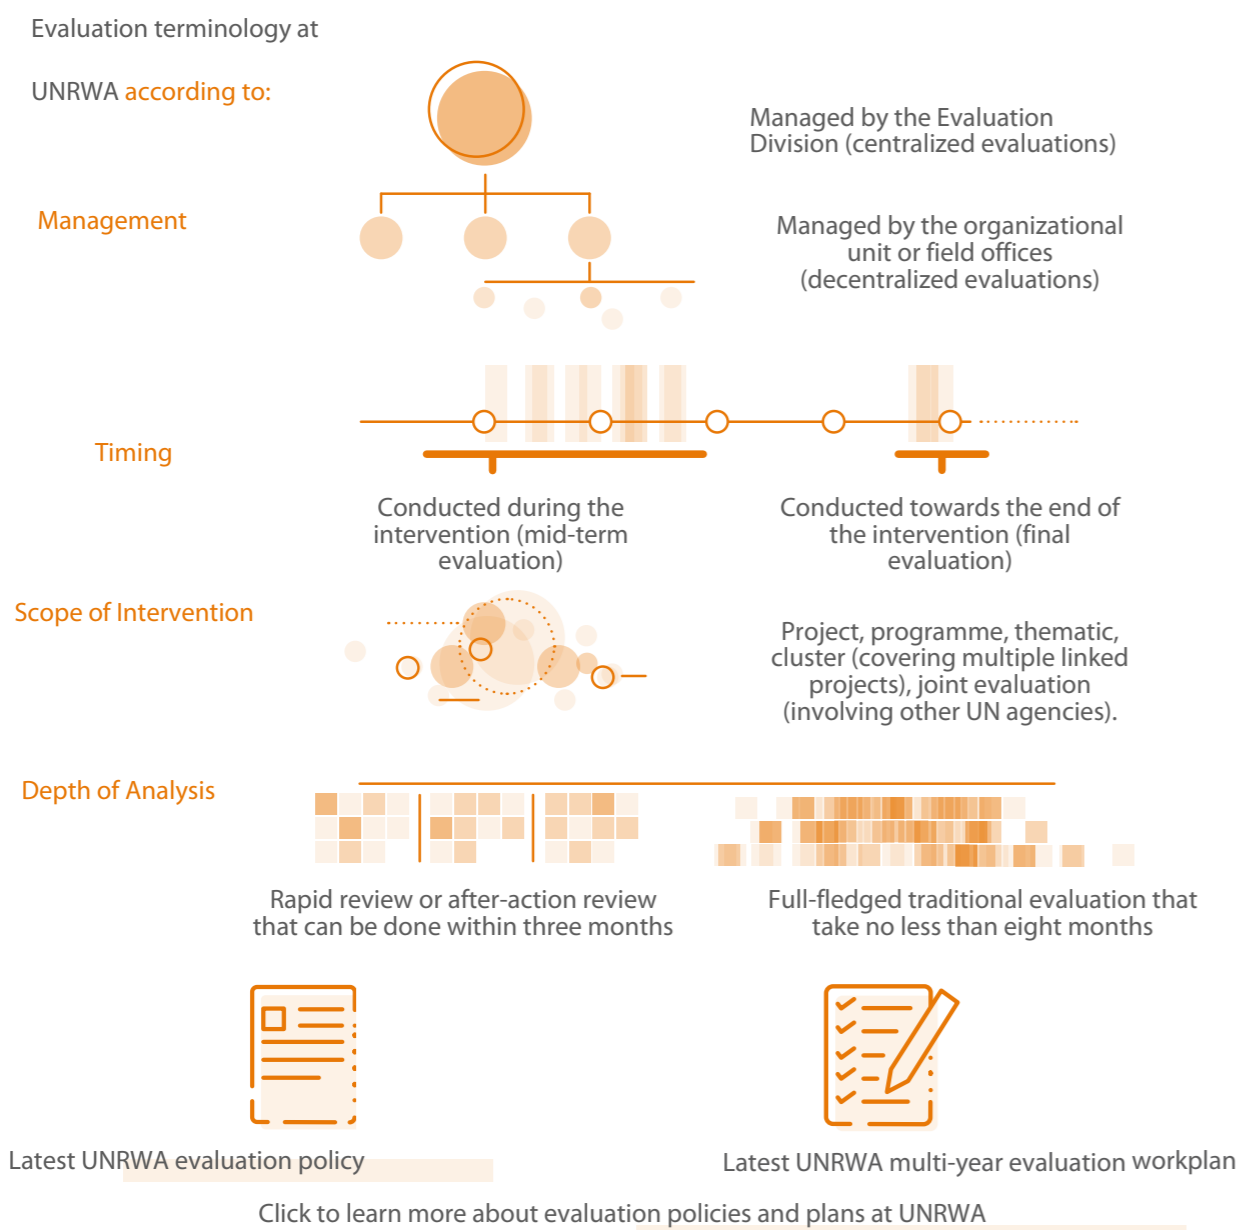 Evaluation terminology at
UNRWA according to:
Management
Managed by the Evaluation
Division (centralized evaluations)
Managed by the organizational
unit or field offices
(decentralized evaluations)
Timing
Conducted during the
intervention (mid-term
evaluation)
Conducted towards the end of
the intervention (final
evaluation)
Scope of Intervention
Project, programme, thematic,
cluster (covering multiple linked
projects), joint evaluation
(involving other UN agencies).
Depth of Analysis
Rapid review or after-action review
that can be done within three months
Full-fledged traditional evaluation that
take no less than eight months
Latest UNRWA evaluation policy
Latest UNRWA multi-year evaluation workplan
Click to learn more about evaluation policies and plans at UNRWA